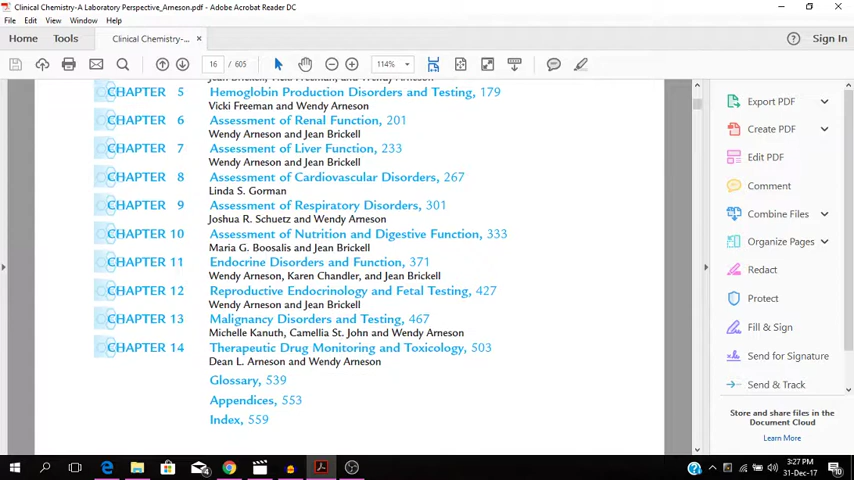 Clinical Chemistry-A Laboratory Perspective_Arneson.pdf - Adobe Acrobat Reader DC
File Edit View Window Help
Home Tools Clinical Chemistry-... × Sign In
16 / 605 114%
Jean Brickell, Vicki Freeman, and Wendy Arneson
CHAPTER 5 Hemoglobin Production Disorders and Testing, 179
Vicki Freeman and Wendy Arneson
CHAPTER 6 Assessment of Renal Function, 201
Wendy Arneson and Jean Brickell
CHAPTER 7 Assessment of Liver Function, 233
Wendy Arneson and Jean Brickell
CHAPTER 8 Assessment of Cardiovascular Disorders, 267
Linda S. Gorman
CHAPTER 9 Assessment of Respiratory Disorders, 301
Joshua R. Schuetz and Wendy Arneson
CHAPTER 10 Assessment of Nutrition and Digestive Function, 333
Maria G. Boosalis and Jean Brickell
CHAPTER 11 Endocrine Disorders and Function, 371
Wendy Arneson, Karen Chandler, and Jean Brickell
CHAPTER 12 Reproductive Endocrinology and Fetal Testing, 427
Wendy Arneson and Jean Brickell
CHAPTER 13 Malignancy Disorders and Testing, 467
Michelle Kanuth, Camellia St. John and Wendy Arneson
CHAPTER 14 Therapeutic Drug Monitoring and Toxicology, 503
Dean L. Arneson and Wendy Arneson
Glossary, 539
Appendices, 553
Index, 559
Export PDF
Create PDF
Edit PDF
Comment
Combine Files
Organize Pages
Redact
Protect
Fill & Sign
Send for Signature
Send & Track
Store and share files in the
Document Cloud
Learn More
3:27 PM
31-Dec-17